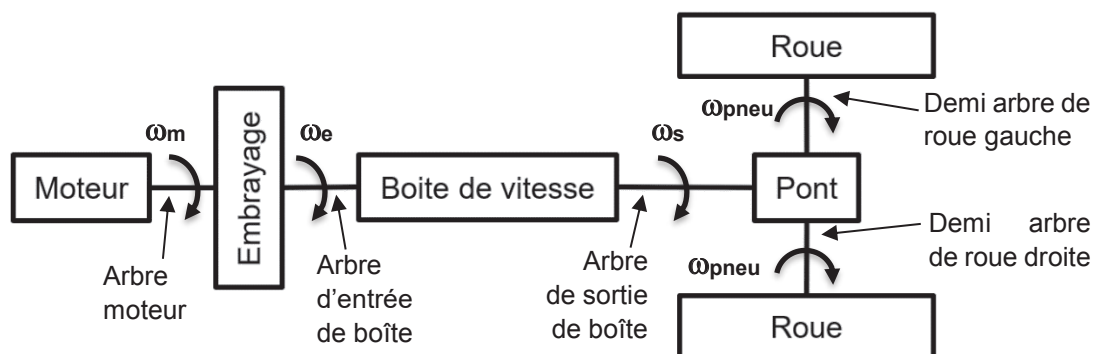 Roue
ωpneu
Demi arbre de
roue gauche
ωm
Embrayage
ωe
ωs
Moteur
Boite de vitesse
Pont
Arbre
moteur
Arbre
d'entrée
de boîte
Arbre
de sortie
de boîte
ωpneu
Demi arbre
de roue droite
Roue